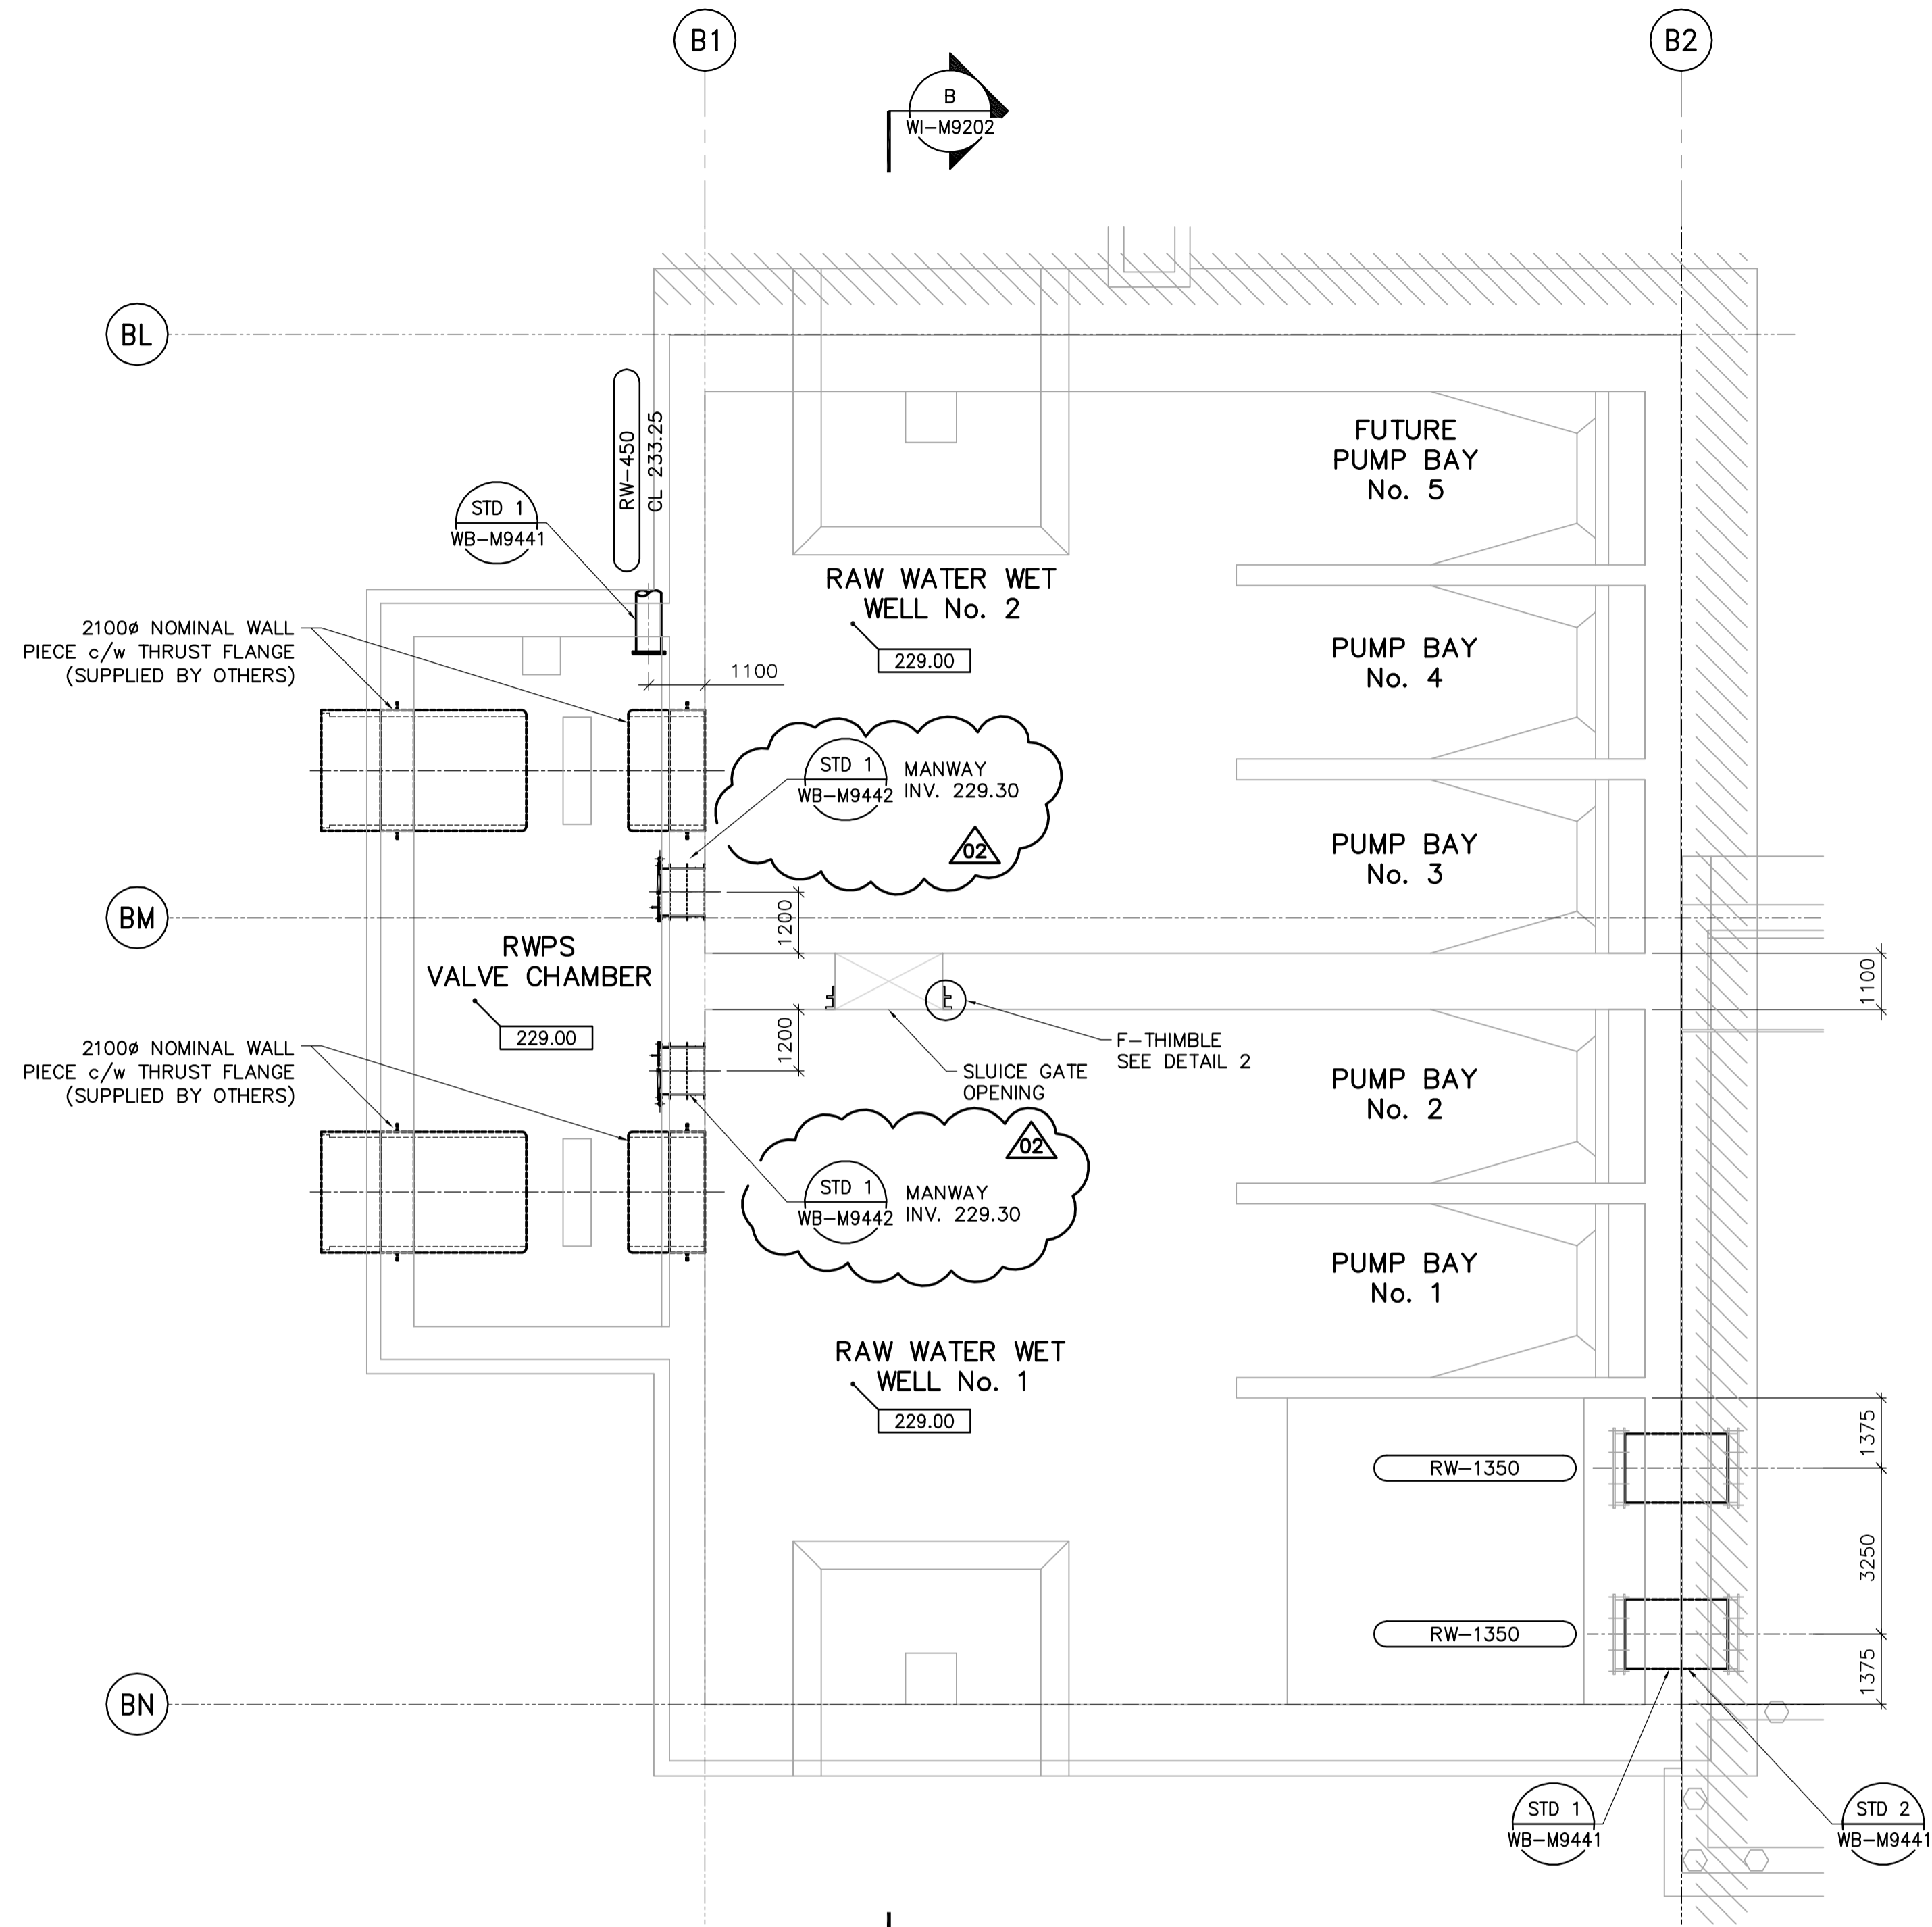 B1
B2
B
WI-M9202
BL
RW-450
CL 233.25
FUTURE
PUMP BAY
No. 5
STD 1
WB-M9441
RAW WATER WET
WELL No. 2
229.00
2100ø NOMINAL WALL
PIECE c/w THRUST FLANGE
(SUPPLIED BY OTHERS)
1100
PUMP BAY
No. 4
STD 1
WB-M9442
MANWAY
INV. 229.30
02
PUMP BAY
No. 3
BM
1200
RWPS
VALVE CHAMBER
229.00
1100
1200
F-THIMBLE
SEE DETAIL 2
SLUICE GATE
OPENING
2100ø NOMINAL WALL
PIECE c/w THRUST FLANGE
(SUPPLIED BY OTHERS)
PUMP BAY
No. 2
02
STD 1
WB-M9442
MANWAY
INV. 229.30
PUMP BAY
No. 1
RAW WATER WET
WELL No. 1
229.00
1375
RW-1350
3250
RW-1350
1375
BN
STD 1
WB-M9441
STD 2
WB-M9441